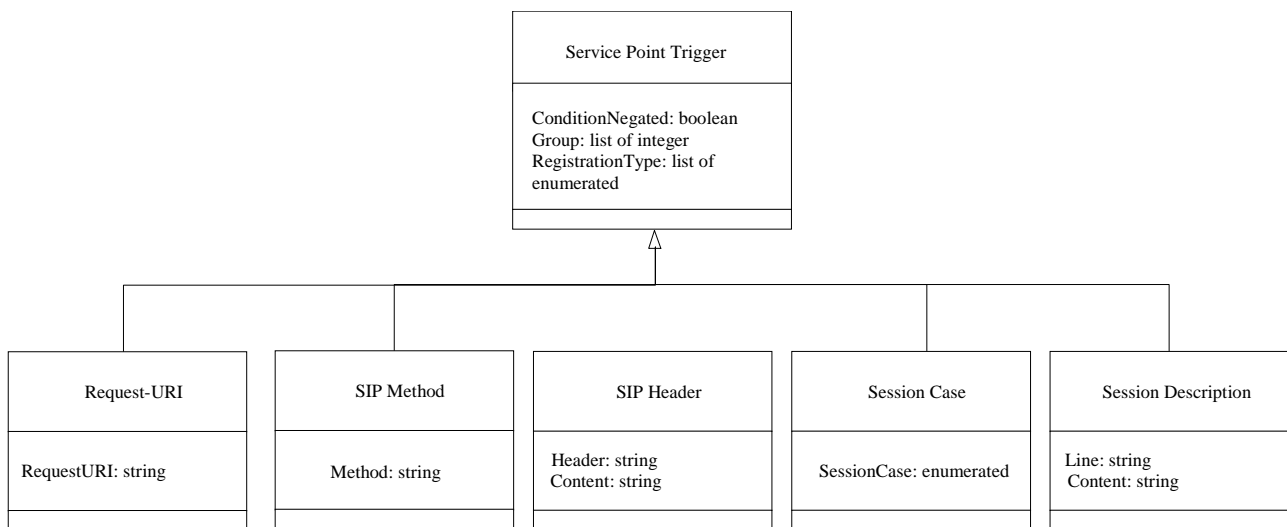 Service Point Trigger
ConditionNegated: boolean
Group: list of integer
RegistrationType: list of
enumerated
Request-URI
RequestURI: string
SIP Method
Method: string
SIP Header
Header: string
Content: string
Session Case
SessionCase: enumerated
Session Description
Line: string
Content: string